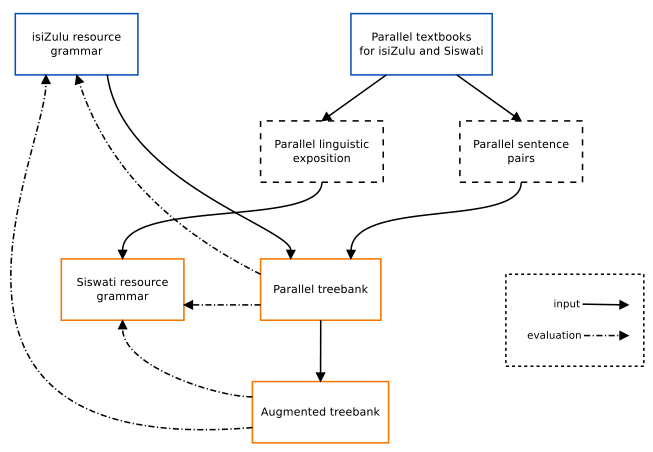 isiZulu resource
grammar
Parallel textbooks
for isiZulu and Siswati
Parallel linguistic
exposition
Parallel sentence
pairs
Siswati resource
grammar
Parallel treebank
input
evaluation
Augmented treebank